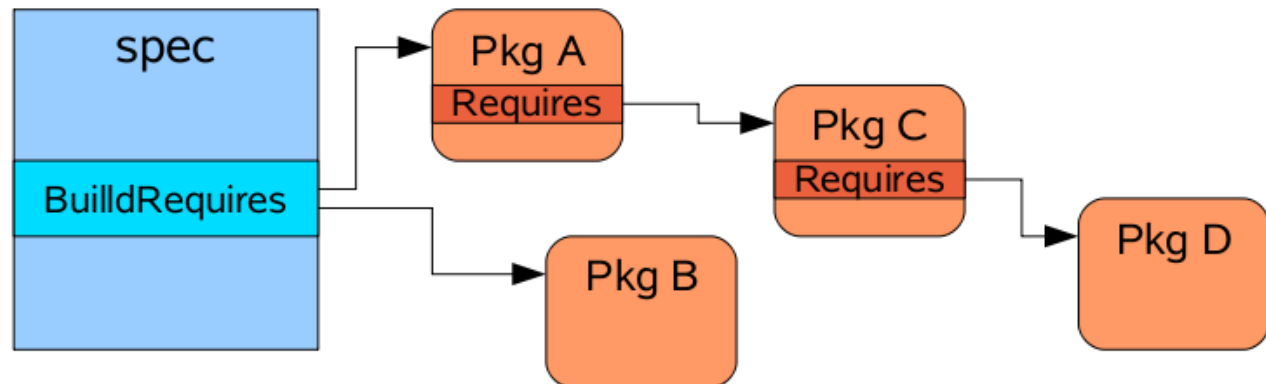 spec
BuilldRequires
Pkg A
Requires
Pkg B
Pkg C
Requires
Pkg D